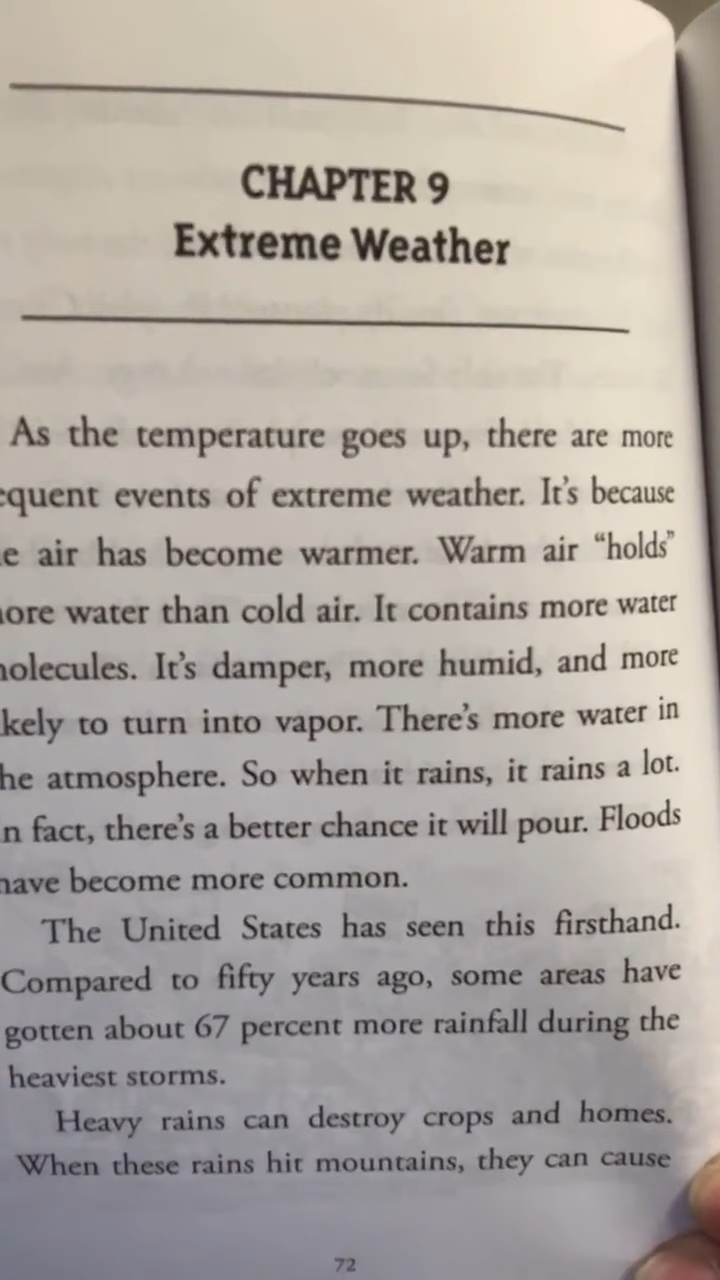 CHAPTER 9
Extreme Weather
As the temperature goes up, there are more
equent events of extreme weather. It's because
e air has become warmer. Warm air “holds”
ore water than cold air. It contains more water
olecules. It's damper, more humid, and more
kely to turn into vapor. There's more water in
he atmosphere. So when it rains, it rains a lot.
n fact, there's a better chance it will pour. Floods
have become more common.
The United States has seen this firsthand.
Compared to fifty years ago, some areas have
gotten about 67 percent more rainfall during the
heaviest storms.
Heavy rains can destroy crops and homes.
When these rains hit mountains, they can cause
72